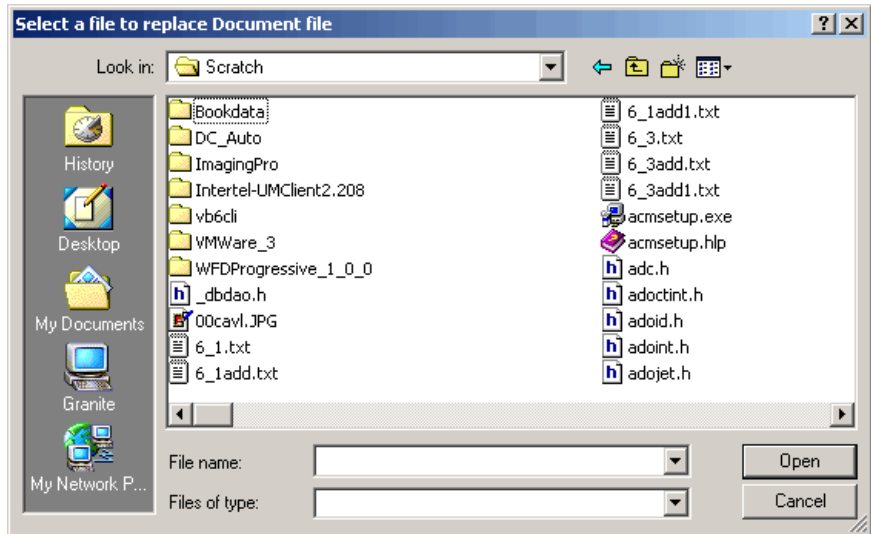 Select a file to replace Document file
Look in: Scratch
History
Desktop
My Documents
Granite
My Network P...
Bookdata
DC_Auto
ImagingPro
Intertel-UMClient2.208
vb6cli
VMWare_3
WFDProgressive_1_0_0
_dbdao.h
00cavl.JPG
6_1.txt
6_1add.txt
6_1add1.txt
6_3.txt
6_3add.txt
6_3add1.txt
acmsetup.exe
acmsetup.hlp
adc.h
adoctint.h
adoid.h
adoint.h
adojet.h
File name:
Open
Files of type:
Cancel